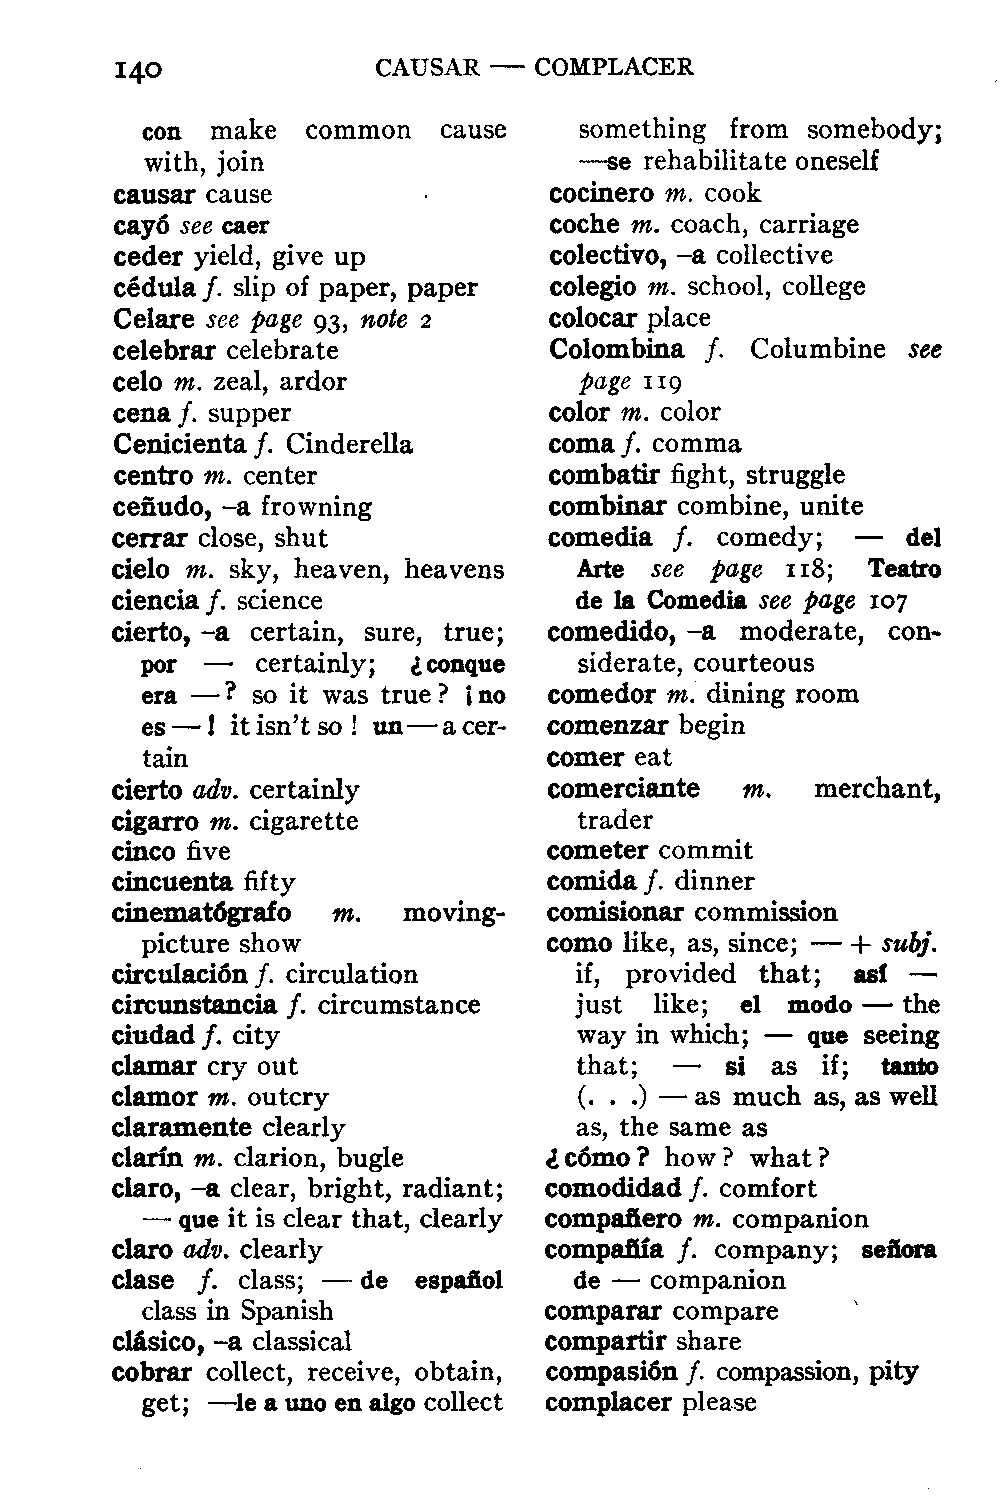 140 CAUSAR — COMPLACER
con make common cause
with, join
causar cause
cayó see caer
ceder yield, give up
cédula f. slip of paper, paper
Celare see page 93, note 2
celebrar celebrate
celo m. zeal, ardor
cena f. supper
Cenicienta f. Cinderella
centro m. center
ceñudo, –a frowning
cerrar close, shut
cielo m. sky, heaven, heavens
ciencia f. science
cierto, –a certain, sure, true;
por — certainly; ¿conque
era —? so it was true? ¡no
es —! it isn't so! un — a cer-
tain
cierto adv. certainly
cigarro m. cigarette
cinco five
cincuenta fifty
cinematógrafo m. moving-
picture show
circulación f. circulation
circunstancia f. circumstance
ciudad f. city
clamar cry out
clamor m. outcry
claramente clearly
clarín m. clarion, bugle
claro, –a clear, bright, radiant;
— que it is clear that, clearly
claro adv. clearly
clase f. class; — de español
class in Spanish
clásico, –a classical
cobrar collect, receive, obtain,
get; —le a uno en algo collect
something from somebody;
—se rehabilitate oneself
cocinero m. cook
coche m. coach, carriage
colectivo, –a collective
colegio m. school, college
colocar place
Colombina f. Columbine see
page 119
color m. color
coma f. comma
combatir fight, struggle
combinar combine, unite
comedia f. comedy; — del
Arte see page 118; Teatro
de la Comedia see page 107
comedido, –a moderate, con-
siderate, courteous
comedor m. dining room
comenzar begin
comer eat
comerciante m. merchant,
trader
cometer commit
comida f. dinner
comisionar commission
como like, as, since; — + subj.
if, provided that; así —
just like; el modo — the
way in which; — que seeing
that; — si as if; tanto
(. . .) — as much as, as well
as, the same as
¿cómo? how? what?
comodidad f. comfort
compañero m. companion
compañía f. company; señora
de — companion
comparar compare
compartir share
compasión f. compassion, pity
complacer please